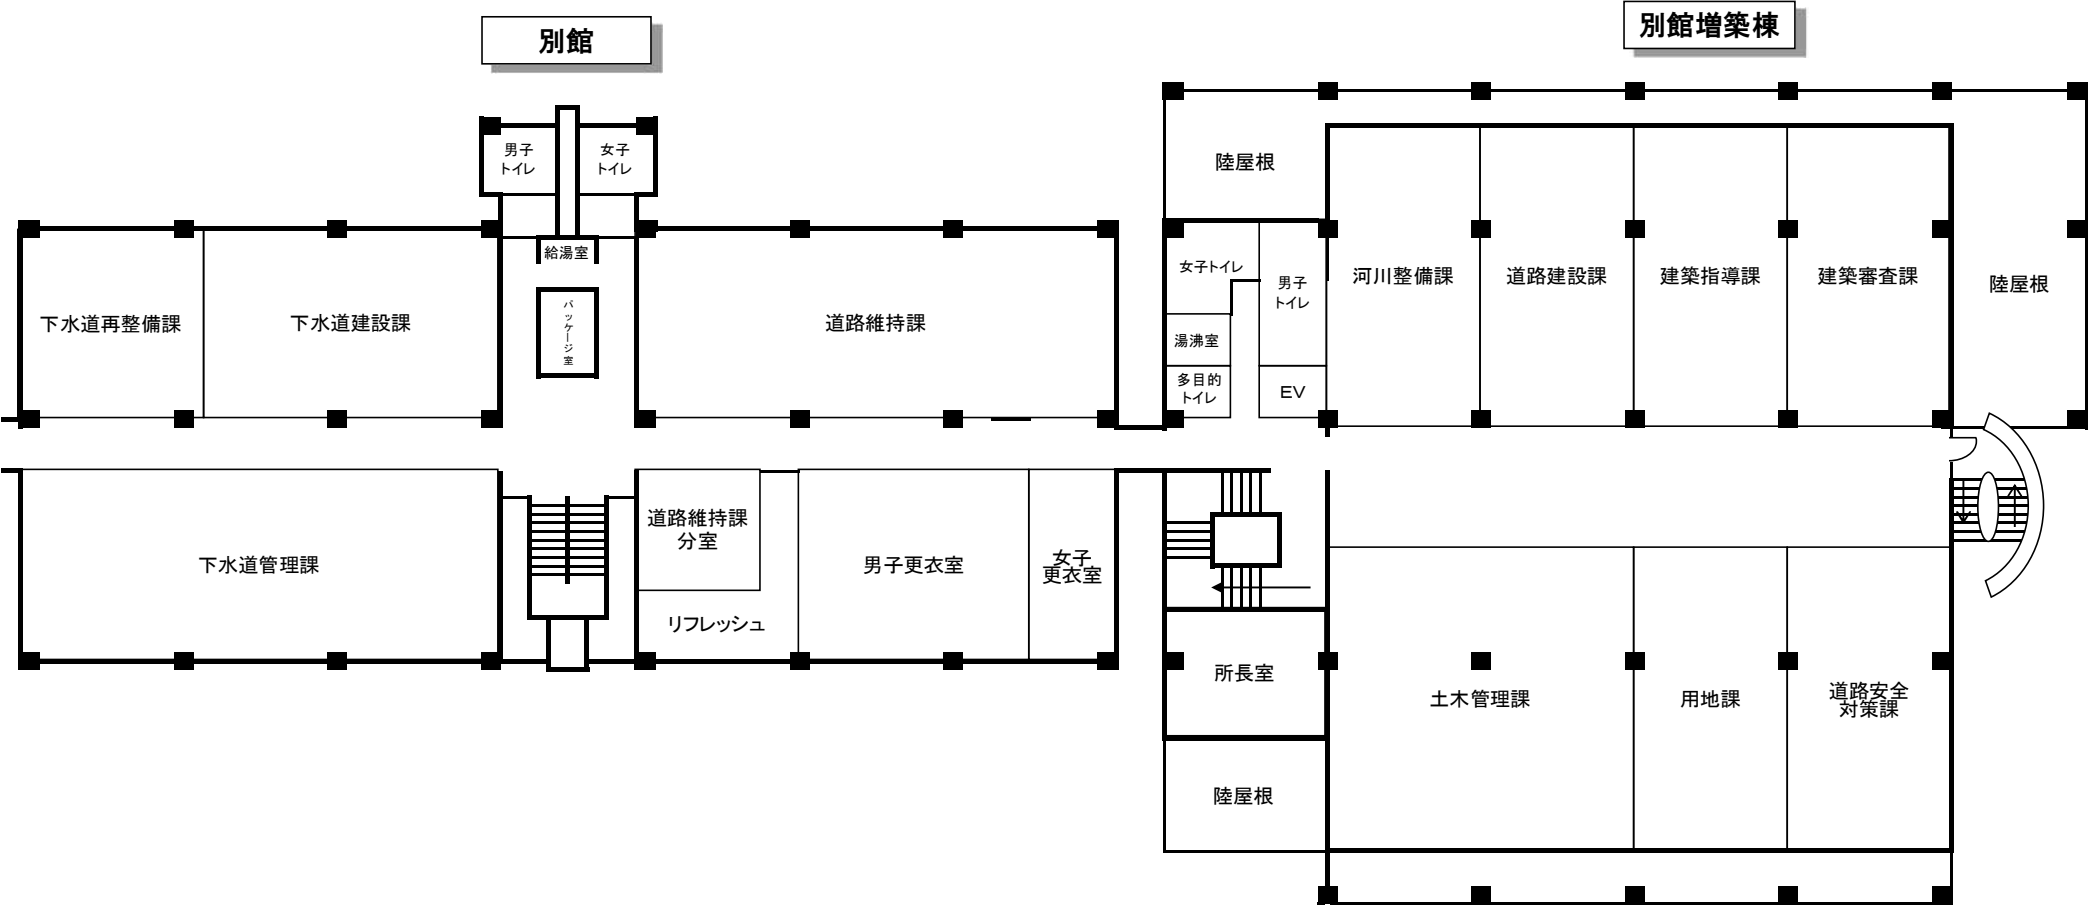 別館
別館増築棟
男子
トイレ
女子
トイレ
給湯室
パッケージ室
下水道再整備課
下水道建設課
道路維持課
下水道管理課
道路維持課
分室
リフレッシュ
男子更衣室
女子
更衣室
陸屋根
女子トイレ
男子
トイレ
湯沸室
多目的
トイレ
EV
河川整備課
道路建設課
建築指導課
建築審査課
陸屋根
所長室
陸屋根
土木管理課
用地課
道路安全
対策課